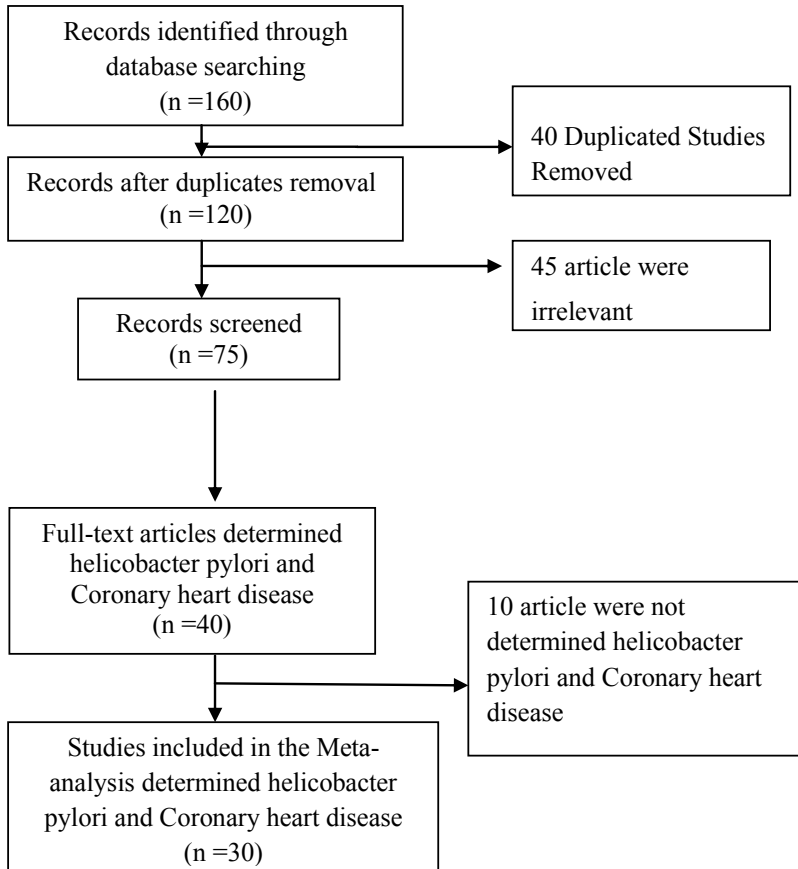 Records identified through
database searching
(n =160)
40 Duplicated Studies
Removed
Records after duplicates removal
(n =120)
45 article were
irrelevant
Records screened
(n =75)
Full-text articles determined
helicobacter pylori and
Coronary heart disease
(n =40)
10 article were not
determined helicobacter
pylori and Coronary heart
disease
Studies included in the Meta-
analysis determined helicobacter
pylori and Coronary heart disease
(n =30)